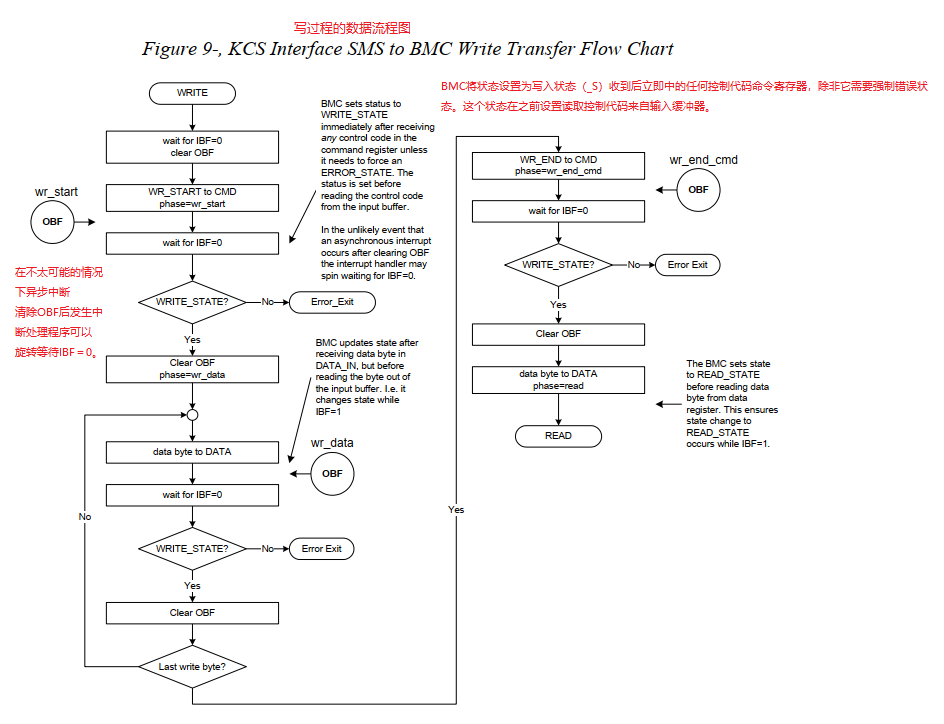 写过程的数据流程图
Figure 9-, KCS Interface SMS to BMC Write Transfer Flow Chart
WRITE
wait for IBF=0
clear OBF
WR_START to CMD
phase=wr_start
wr_start
OBF
wait for IBF=0
WRITE_STATE?
No
Error_Exit
Yes
Clear OBF
phase=wr_data
data byte to DATA
wr_data
OBF
wait for IBF=0
WRITE_STATE?
No
Error Exit
Yes
Clear OBF
Last write byte?
No
Yes
BMC sets status to
WRITE_STATE
immediately after receiving
any control code in the
command register unless
it needs to force an
ERROR_STATE. The
status is set before
reading the control code
from the input buffer.
In the unlikely event that
an asynchronous interrupt
occurs after clearing OBF
the interrupt handler may
spin waiting for IBF=0.
在不太可能的情况
下异步中断
清除OBF后发生中
断处理程序可以
旋转等待IBF = 0。
BMC updates state after
receiving data byte in
DATA_IN, but before
reading the byte out of
the input buffer. I.e. it
changes state while
IBF=1
BMC将状态设置为写入状态（_S）收到后立即中的任何控制代码命令寄存器，除非它需要强制错误状
态。这个状态在之前设置读取控制代码来自输入缓冲器。
WR_END to CMD
phase=wr_end_cmd
wr_end_cmd
OBF
wait for IBF=0
WRITE_STATE?
No
Error Exit
Yes
Clear OBF
data byte to DATA
phase=read
READ
The BMC sets state
to READ_STATE
before reading data
byte from data
register. This ensures
state change to
READ_STATE
occurs while IBF=1.